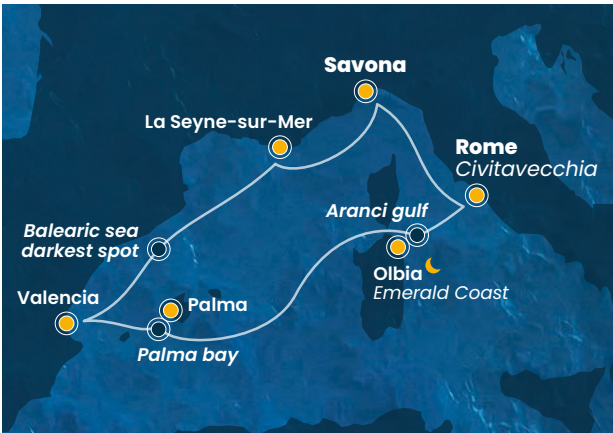 Savona
La Seyne-sur-Mer
Rome
Civitavecchia
Aranci gulf
Balearic sea
darkest spot
Olbia
Emerald Coast
Valencia
Palma
Palma bay